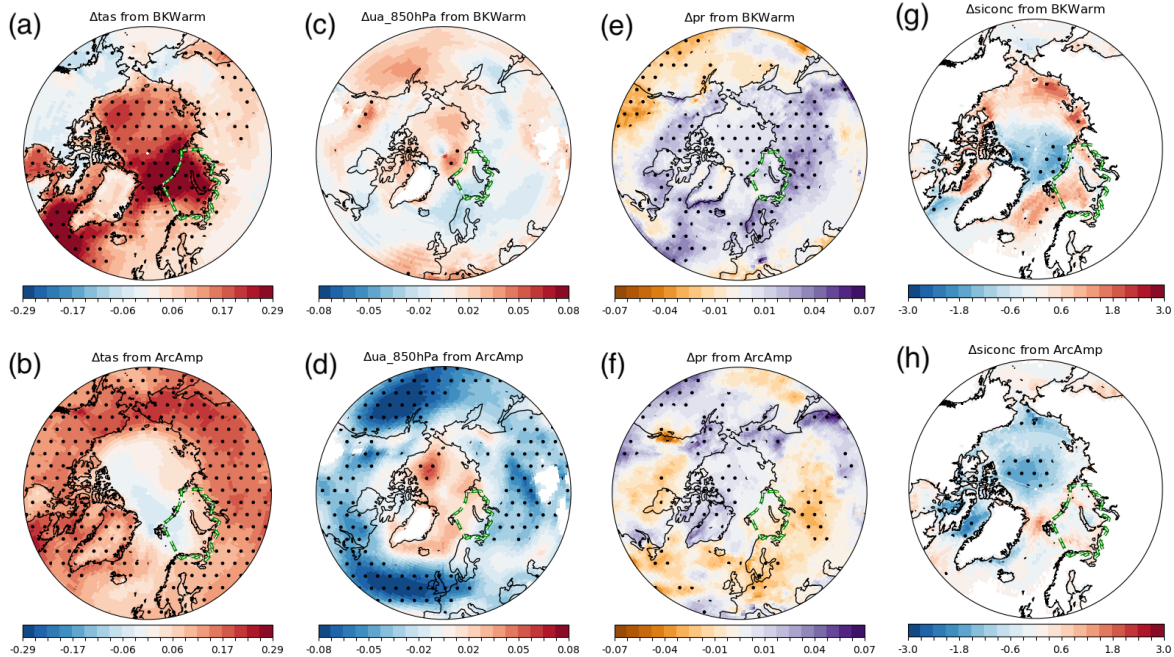 (a) (c) (e) (g)
Δtas from BKWarm Δua_850hPa from BKWarm Δpr from BKWarm Δsiconc from BKWarm
-0.29 -0.17 -0.06 0.06 0.17 0.29 -0.08 -0.05 -0.02 0.02 0.05 0.08 -0.07 -0.04 -0.01 0.01 0.04 0.07 -3.0 -1.8 -0.6 0.6 1.8 3.0
(b) (d) (f) (h)
Δtas from ArcAmp Δua_850hPa from ArcAmp Δpr from ArcAmp Δsiconc from ArcAmp
-0.29 -0.17 -0.06 0.06 0.17 0.29 -0.08 -0.05 -0.02 0.02 0.05 0.08 -0.07 -0.04 -0.01 0.01 0.04 0.07 -3.0 -1.8 -0.6 0.6 1.8 3.0